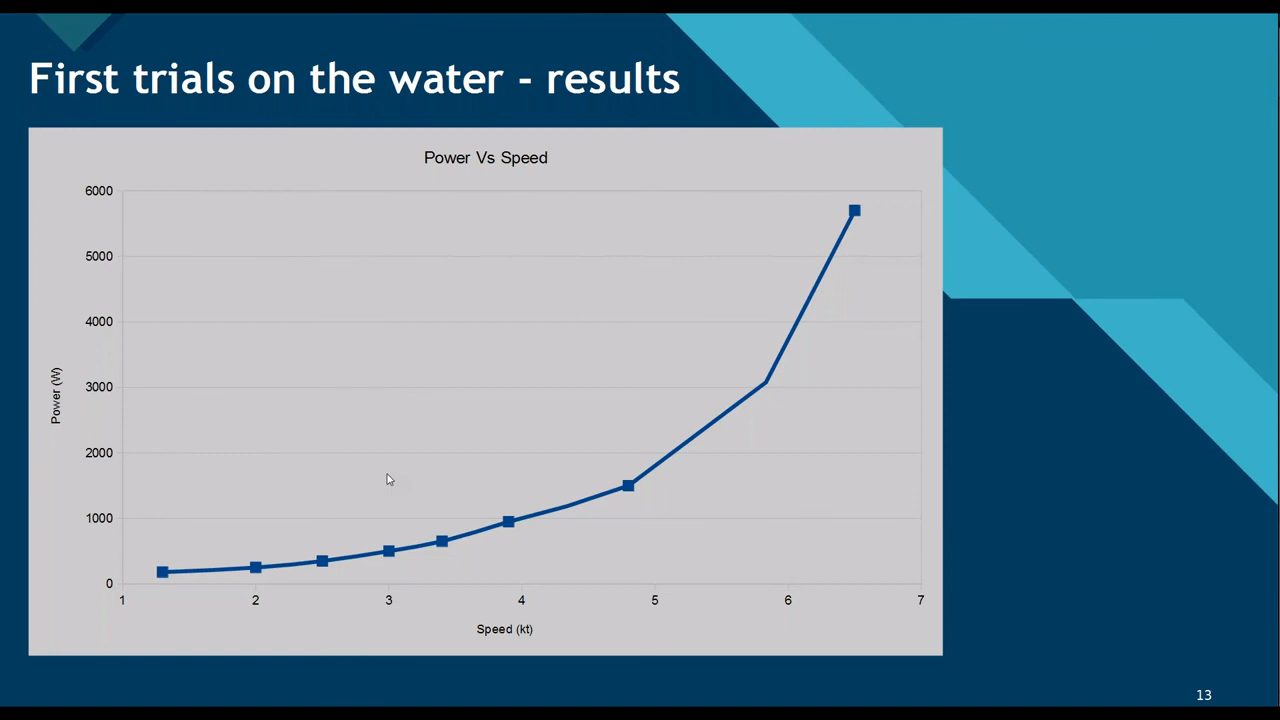 First trials on the water - results
Power Vs Speed
6000
5000
4000
3000
2000
1000
0
Power (W)
1 2 3 4 5 6 7
Speed (kt)
13